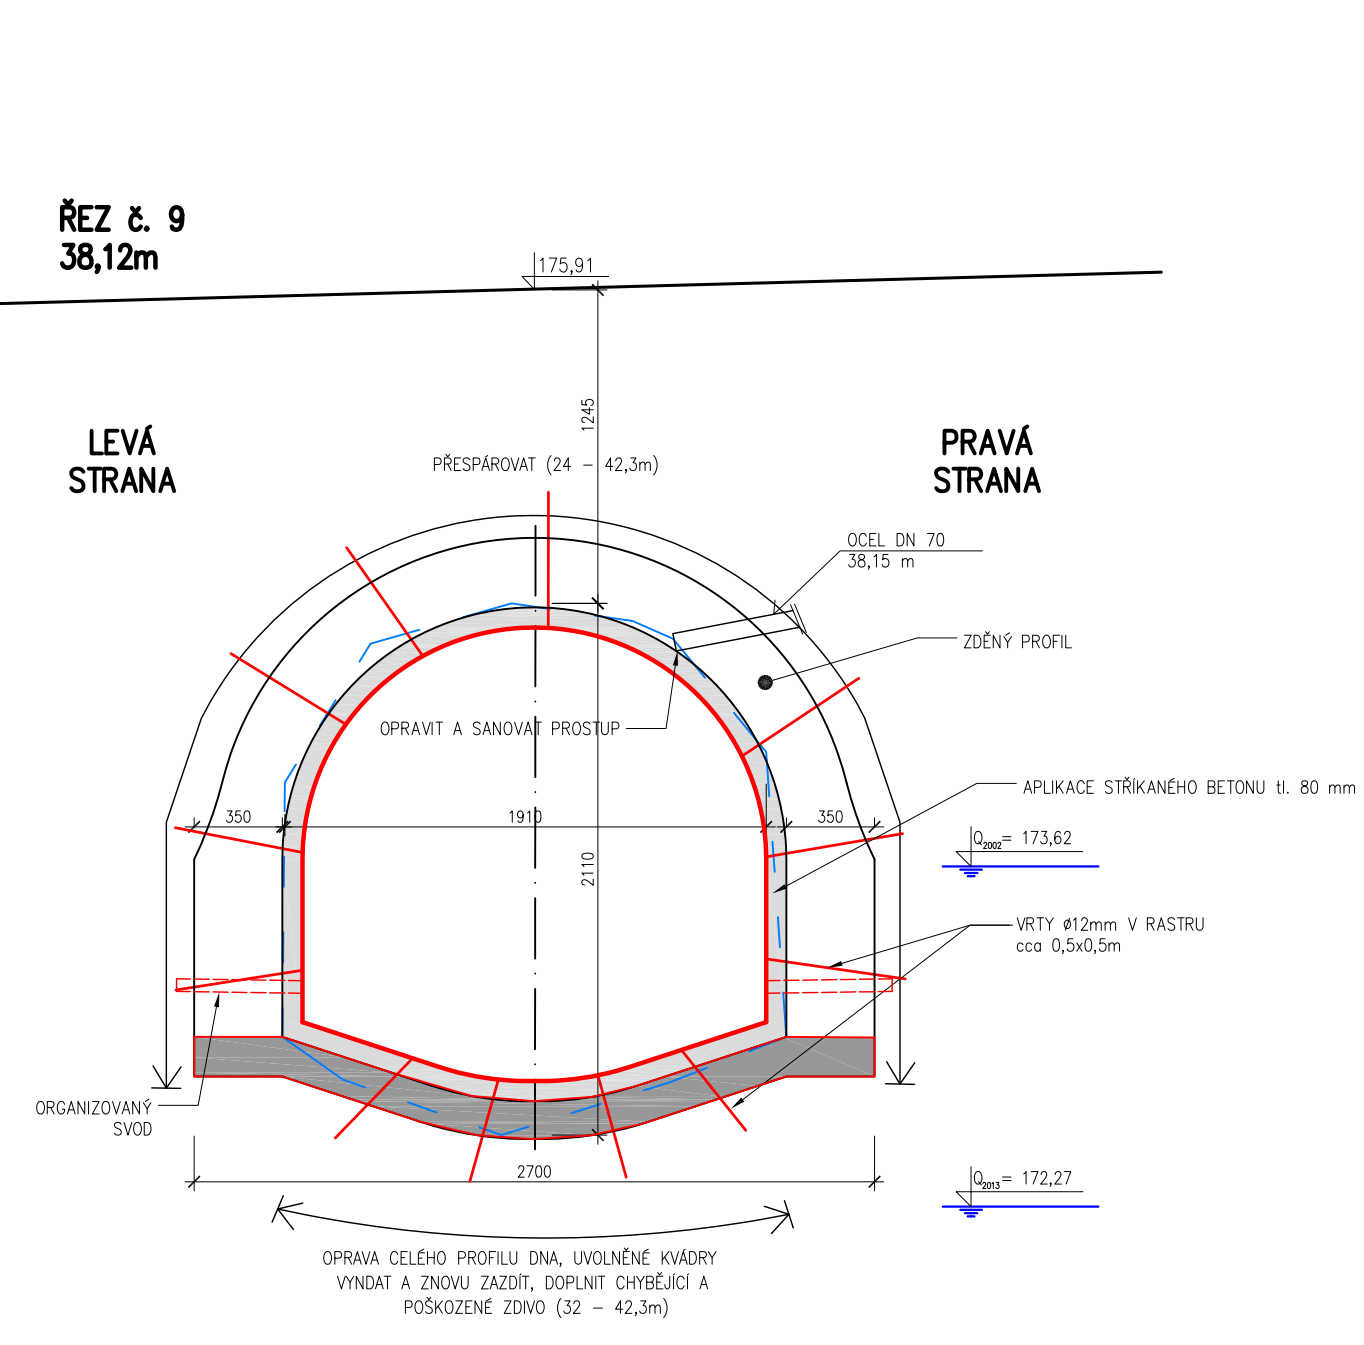 ŘEZ č. 9
38,12m
175,91
1245
LEVÁ
STRANA
PRAVÁ
STRANA
PŘESPÁROVAT (24 – 42,3m)
OCEL DN 70
38,15 m
ZDĚNÝ PROFIL
OPRAVIT A SANOVAT PROSTUP
APLIKACE STŘÍKANÉHO BETONU tl. 80 mm
350
1910
350
2110
Q2002= 173,62
VRTY ø12mm V RASTRU
cca 0,5x0,5m
ORGANIZOVANÝ
SVOD
2700
Q2013= 172,27
OPRAVA CELÉHO PROFILU DNA, UVOLNĚNÉ KVÁDRY
VYNDAT A ZNOVU ZAZDÍT, DOPLNIT CHYBĚJÍCÍ A
POŠKOZENÉ ZDIVO (32 – 42,3m)